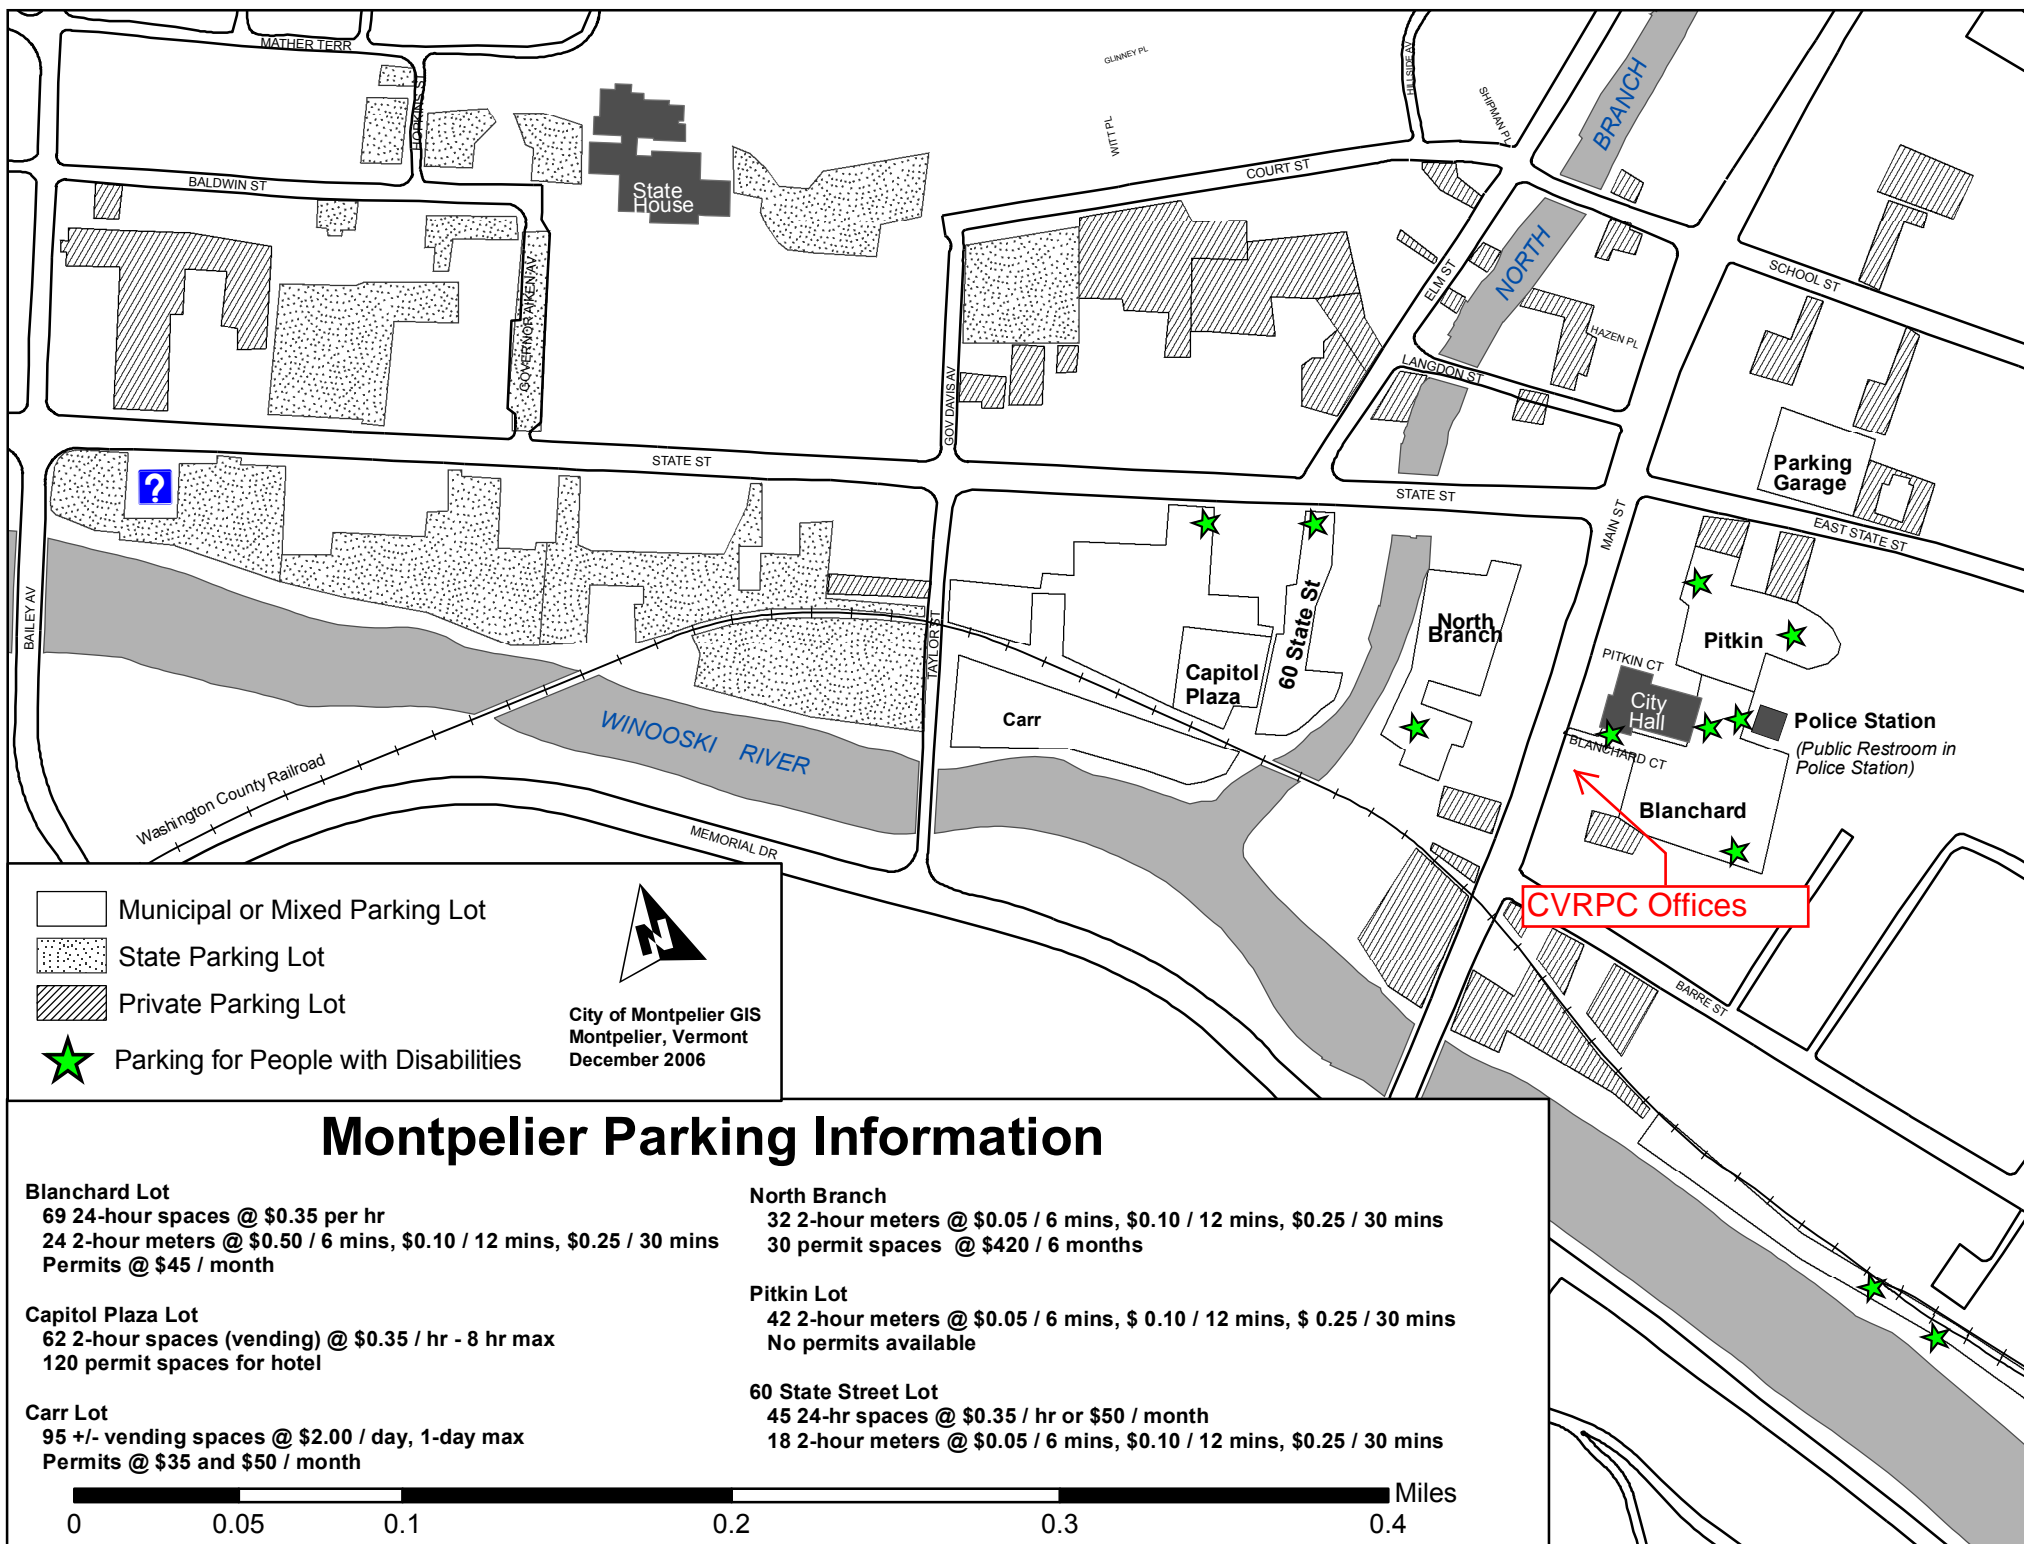 MATHER TERR
HOPKINS ST
GLINNEY PL
WITT PL
HILLSIDE AV
SHIPMAN PL
BRANCH
BALDWIN ST
State
House
COURT ST
NORTH
ELM ST
SCHOOL ST
HAZEN PL
LANGDON ST
GOVERNOR AIKEN AV
GOV DAVIS AV
STATE ST
STATE ST
MAIN ST
Parking
Garage
EAST STATE ST
?
BAILEY AV
TAYLOR ST
60 State St
North
Branch
Pitkin
PITKIN CT
Capitol
Plaza
City
Hall
Carr
Police Station
(Public Restroom in
Police Station)
BLANCHARD CT
WINOOSKI RIVER
Washington County Railroad
MEMORIAL DR
Blanchard
CVRPC Offices
BARRE ST
Municipal or Mixed Parking Lot
State Parking Lot
Private Parking Lot
Parking for People with Disabilities
N
City of Montpelier GIS
Montpelier, Vermont
December 2006
Montpelier Parking Information
Blanchard Lot
69 24-hour spaces @ $0.35 per hr
24 2-hour meters @ $0.50 / 6 mins, $0.10 / 12 mins, $0.25 / 30 mins
Permits @ $45 / month
Capitol Plaza Lot
62 2-hour spaces (vending) @ $0.35 / hr - 8 hr max
120 permit spaces for hotel
Carr Lot
95 +/- vending spaces @ $2.00 / day, 1-day max
Permits @ $35 and $50 / month
North Branch
32 2-hour meters @ $0.05 / 6 mins, $0.10 / 12 mins, $0.25 / 30 mins
30 permit spaces @ $420 / 6 months
Pitkin Lot
42 2-hour meters @ $0.05 / 6 mins, $ 0.10 / 12 mins, $ 0.25 / 30 mins
No permits available
60 State Street Lot
45 24-hr spaces @ $0.35 / hr or $50 / month
18 2-hour meters @ $0.05 / 6 mins, $0.10 / 12 mins, $0.25 / 30 mins
Miles
0 0.05 0.1 0.2 0.3 0.4